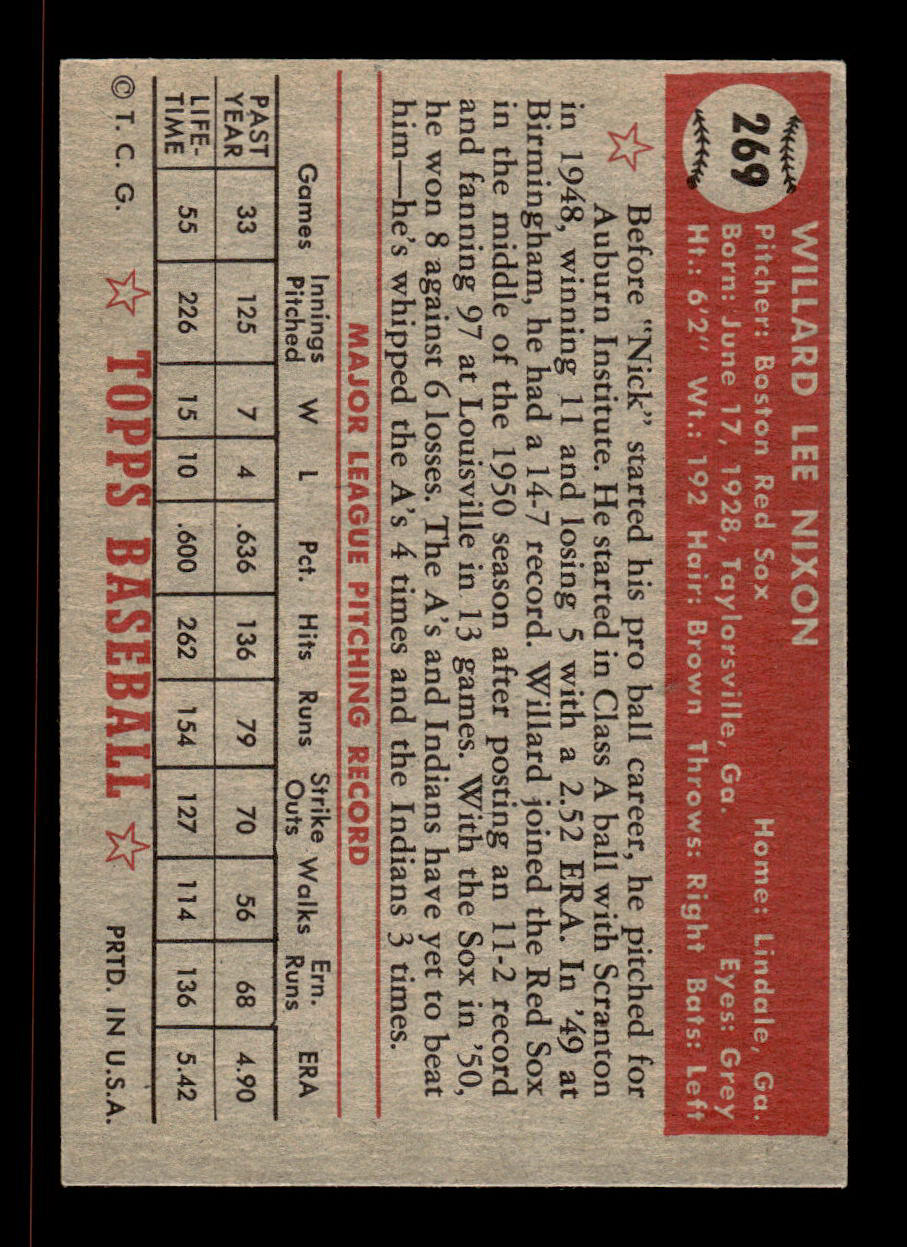 269
WILLARD LEE NIXON
Pitcher: Boston Red Sox Home: Lindale, Ga.
Born: June 17, 1928, Taylorsville, Ga. Eyes: Grey
Ht.: 6'2" Wt.: 192 Hair: Brown Throws: Right Bats: Left
Before "Nick" started his pro ball career, he pitched for
Auburn Institute. He started in Class A ball with Scranton
in 1948, winning 11 and losing 5 with a 2.52 ERA. In '49 at
Birmingham, he had a 14-7 record. Willard joined the Red Sox
in the middle of the 1950 season after posting an 11-2 record
and fanning 97 at Louisville in 13 games. With the Sox in '50,
he won 8 against 6 losses. The A's and Indians have yet to beat
him—he's whipped the A's 4 times and the Indians 3 times.
MAJOR LEAGUE PITCHING RECORD
Games Innings Pitched W L Pct. Hits Runs Strike Outs Walks Ern. Runs ERA
PAST YEAR 33 125 7 4 .636 136 79 70 56 68 4.90
LIFE-TIME 55 226 15 10 .600 262 154 127 114 136 5.42
© T. C. G. TOPPS BASEBALL PRTD. IN U.S.A.